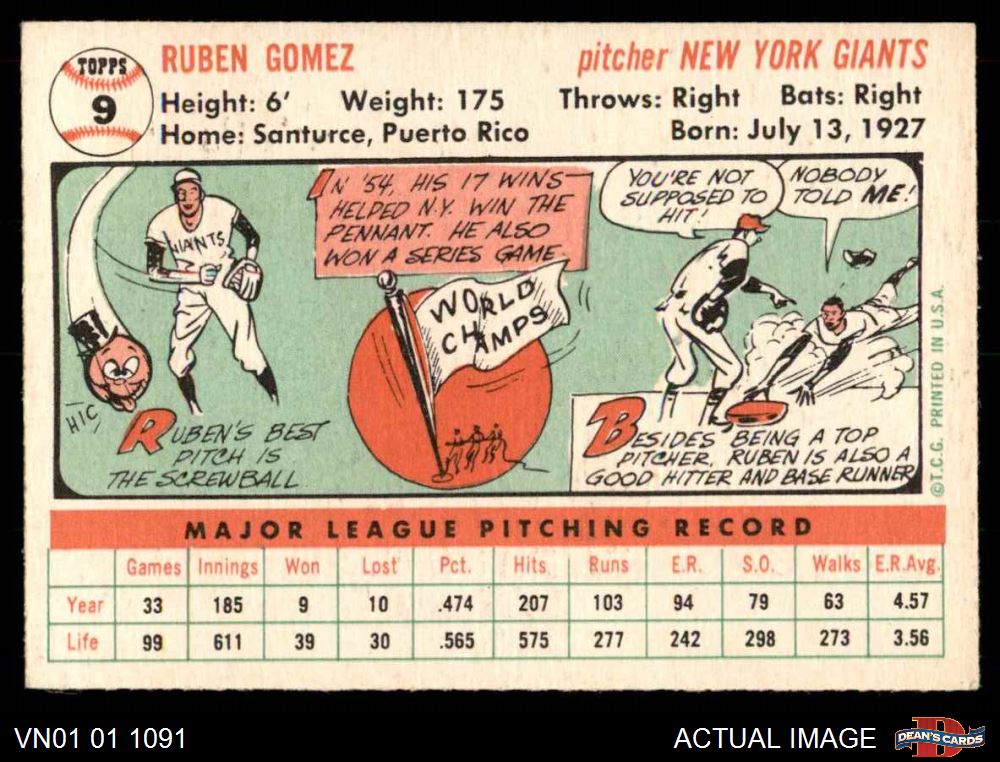 TOPPS
9
RUBEN GOMEZ
pitcher NEW YORK GIANTS
Height: 6' Weight: 175 Throws: Right Bats: Right
Home: Santurce, Puerto Rico Born: July 13, 1927
GIANTS
HIC
RUBEN'S BEST
PITCH IS
THE SCREWBALL
IN '54, HIS 17 WINS
HELPED N.Y. WIN THE
PENNANT. HE ALSO
WON A SERIES GAME.
WORLD
CHAMPS
YOU'RE NOT
SUPPOSED TO
HIT!
NOBODY
TOLD ME!
BESIDES BEING A TOP
PITCHER, RUBEN IS ALSO A
GOOD HITTER AND BASE RUNNER
©T.C.G. PRINTED IN U.S.A.
MAJOR LEAGUE PITCHING RECORD
Games Innings Won Lost Pct. Hits Runs E.R. S.O. Walks E.R.Avg.
Year 33 185 9 10 .474 207 103 94 79 63 4.57
Life 99 611 39 30 .565 575 277 242 298 273 3.56
VN01 01 1091
ACTUAL IMAGE
DEAN'S CARDS